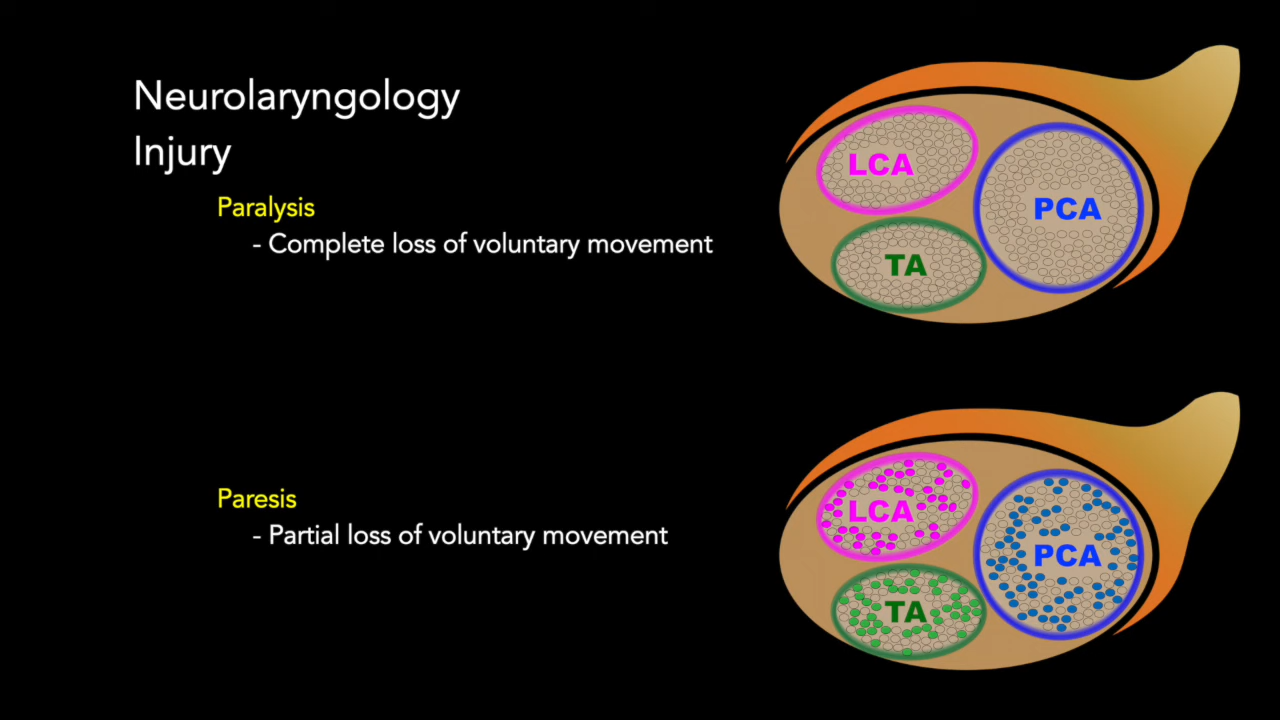 Neurolaryngology
Injury
Paralysis
- Complete loss of voluntary movement
LCA
PCA
TA
Paresis
- Partial loss of voluntary movement
LCA
PCA
TA